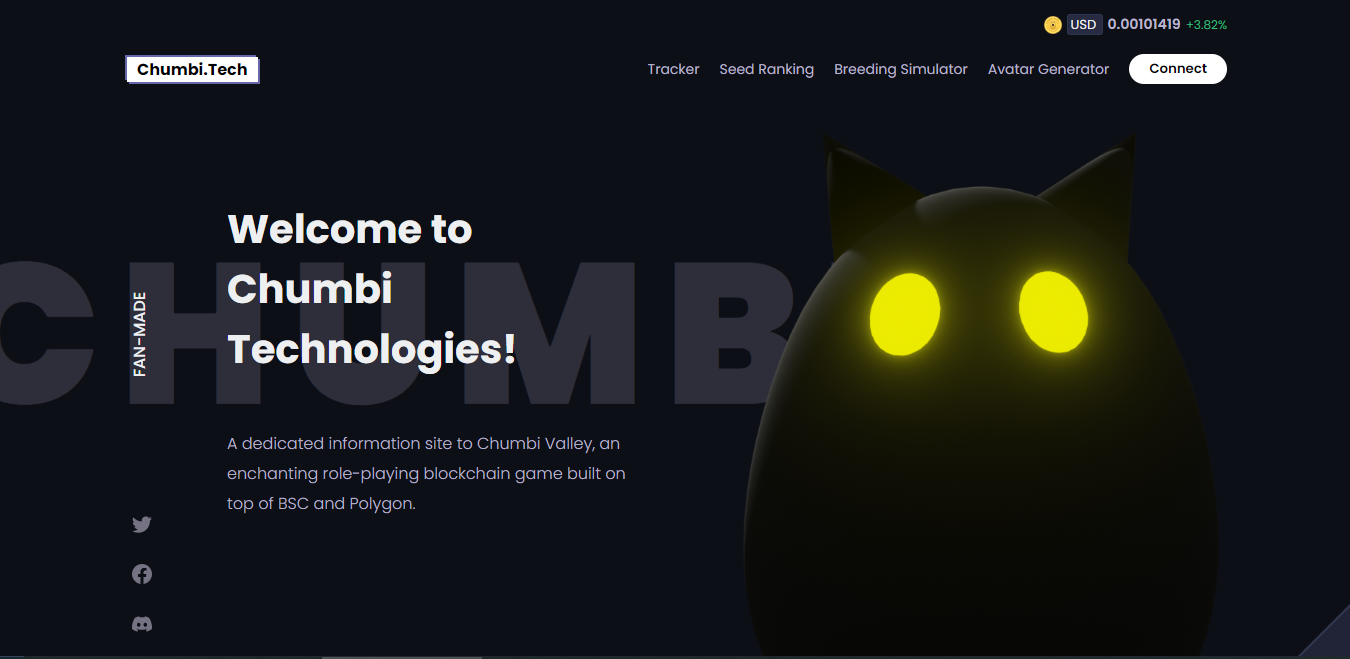 USD 0.00101419 +3.82%
Chumbi.Tech
Tracker Seed Ranking Breeding Simulator Avatar Generator Connect
CHUMB
FAN-MADE
Welcome to
Chumbi
Technologies!
A dedicated information site to Chumbi Valley, an
enchanting role-playing blockchain game built on
top of BSC and Polygon.